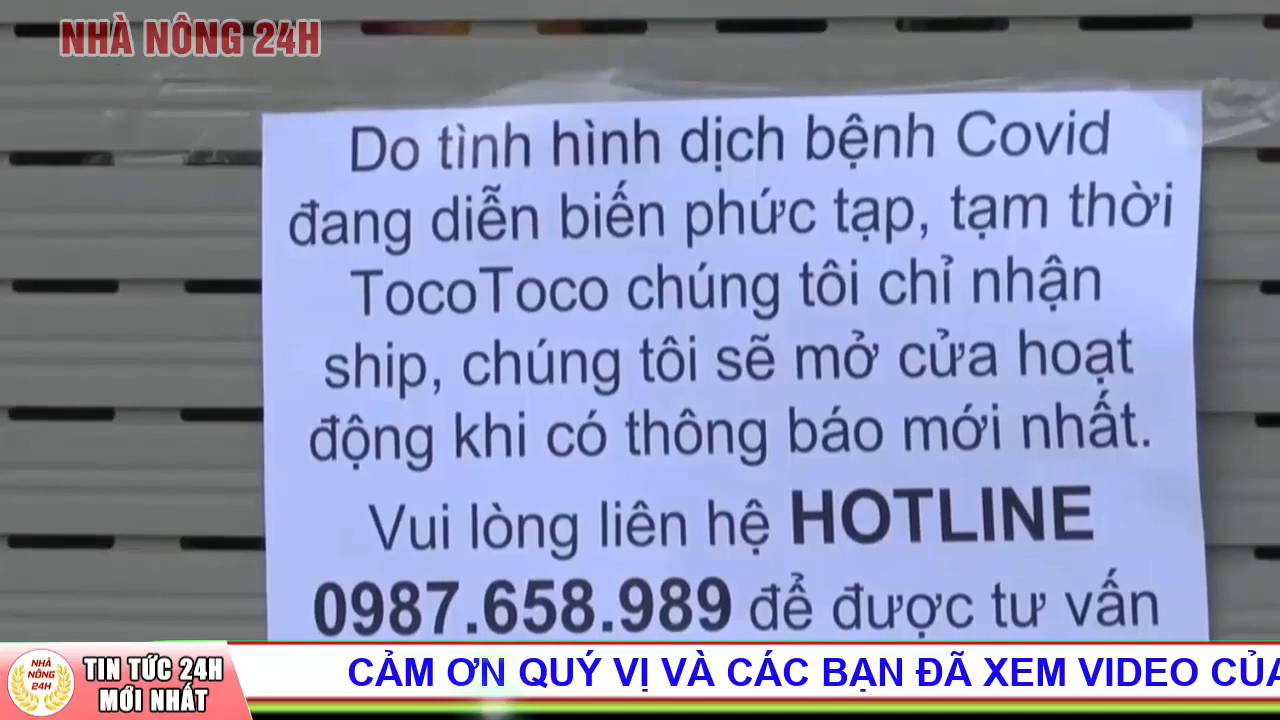 NHÀ NÔNG 24H
Do tình hình dịch bệnh Covid
đang diễn biến phức tạp, tạm thời
TocoToco chúng tôi chỉ nhận
ship, chúng tôi sẽ mở cửa hoạt
động khi có thông báo mới nhất.
Vui lòng liên hệ HOTLINE
0987.658.989 để được tư vấn
NHÀ
NÔNG
24H
TIN TỨC 24H
MỚI NHẤT
CẢM ƠN QUÝ VỊ VÀ CÁC BẠN ĐÃ XEM VIDEO CỦA